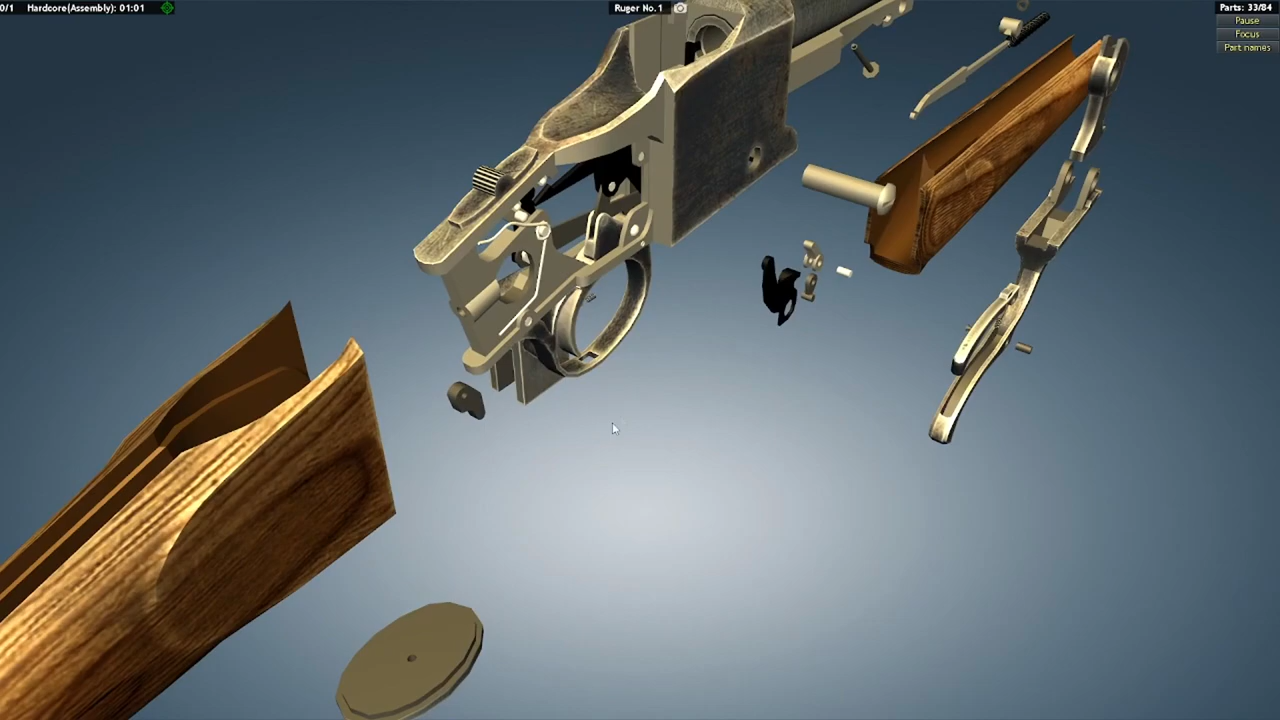 0/1 Hardcore(Assembly): 01:01
Ruger No.1
Parts: 33/84
Pause
Focus
Part names